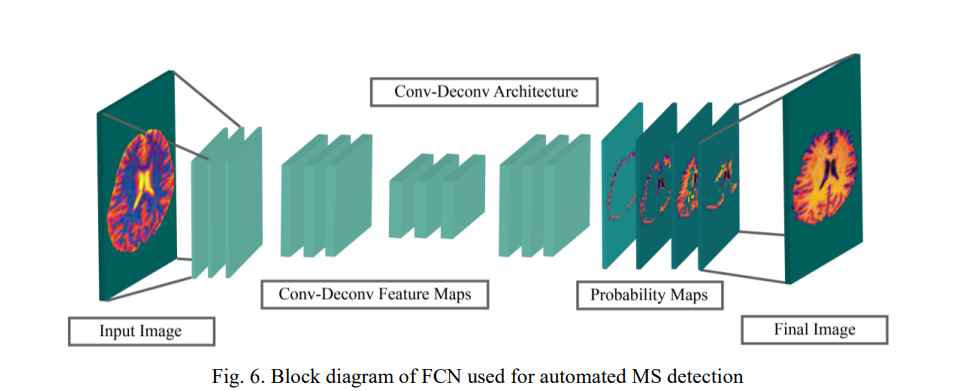 Conv-Deconv Architecture
Conv-Deconv Feature Maps
Probability Maps
Input Image
Final Image
Fig. 6. Block diagram of FCN used for automated MS detection